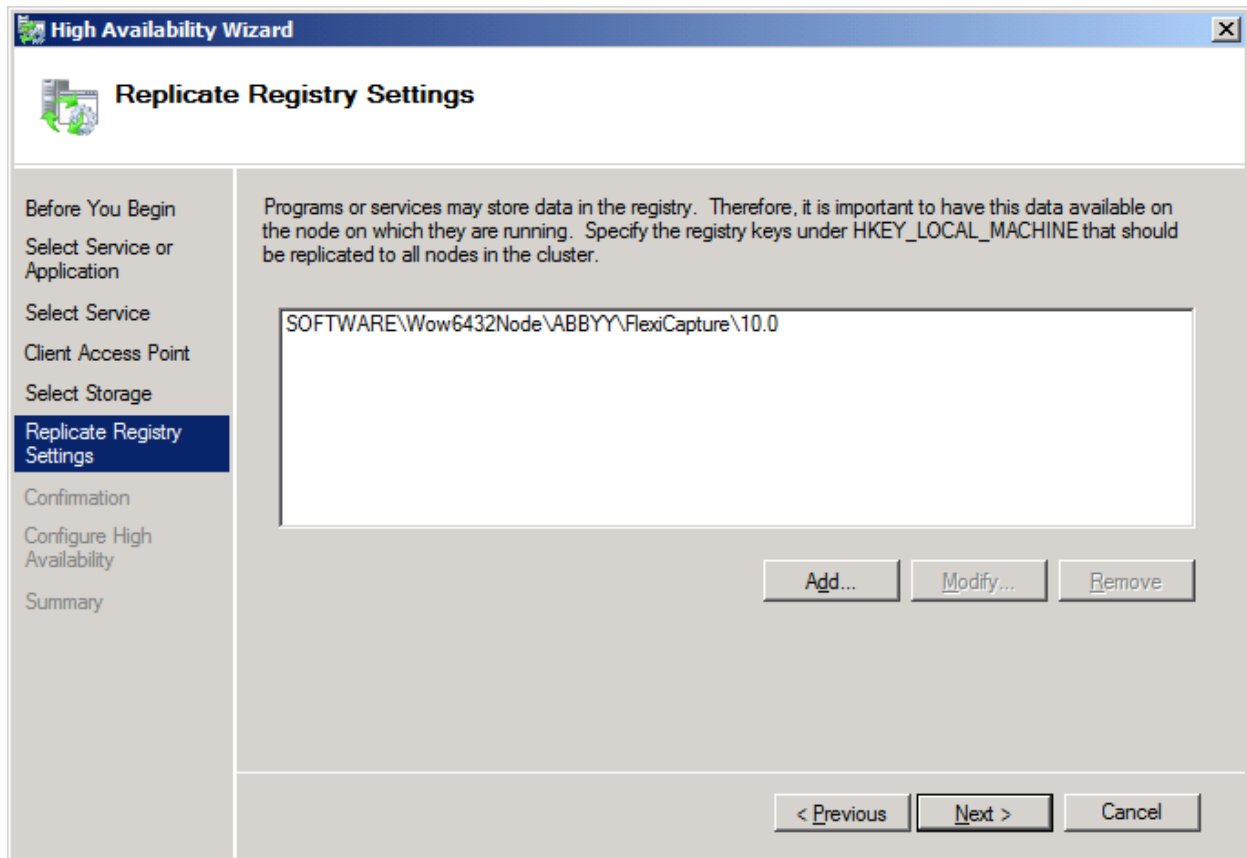 High Availability Wizard
Replicate Registry Settings
Before You Begin
Select Service or
Application
Select Service
Client Access Point
Select Storage
Replicate Registry
Settings
Confirmation
Configure High
Availability
Summary
Programs or services may store data in the registry. Therefore, it is important to have this data available on
the node on which they are running. Specify the registry keys under HKEY_LOCAL_MACHINE that should
be replicated to all nodes in the cluster.
SOFTWARE\Wow6432Node\ABBYY\FlexiCapture\10.0
Add...
Modify...
Remove
< Previous
Next >
Cancel